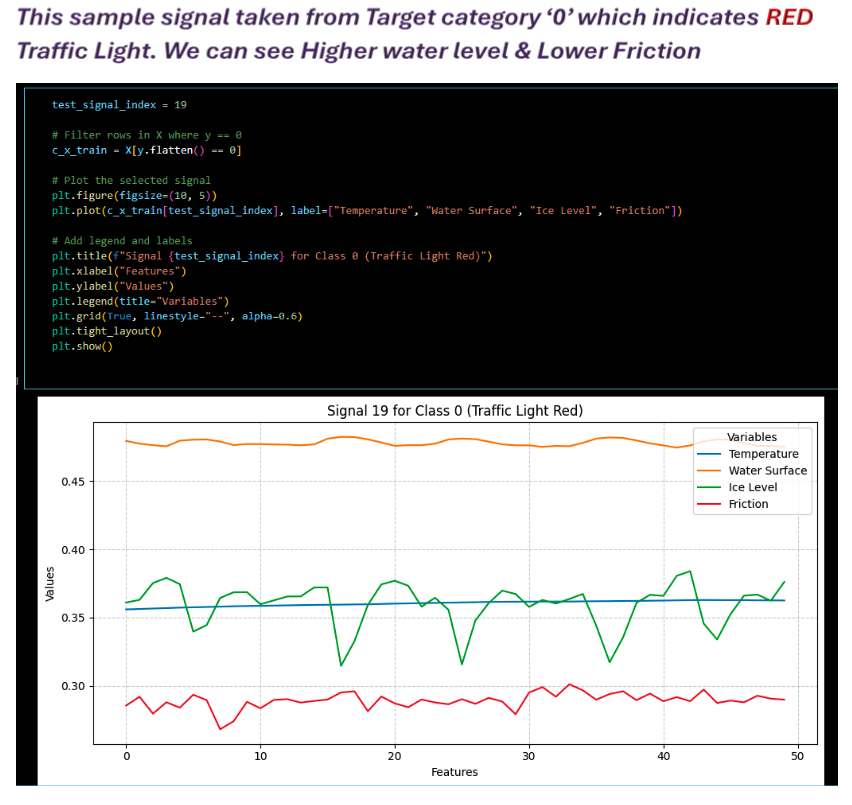 This sample signal taken from Target category ‘0’ which indicates RED
Traffic Light. We can see Higher water level & Lower Friction
test_signal_index = 19
# Filter rows in X where y == 0
c_x_train = X[y.flatten() == 0]
# Plot the selected signal
plt.figure(figsize=(10, 5))
plt.plot(c_x_train[test_signal_index], label=["Temperature", "Water Surface", "Ice Level", "Friction"])
# Add legend and labels
plt.title(f"Signal {test_signal_index} for Class 0 (Traffic Light Red)")
plt.xlabel("Features")
plt.ylabel("Values")
plt.legend(title="Variables")
plt.grid(True, linestyle="--", alpha=0.6)
plt.tight_layout()
plt.show()
Signal 19 for Class 0 (Traffic Light Red)
Variables
Temperature
Water Surface
Ice Level
Friction
0.45
0.40
0.35
0.30
Values
0 10 20 30 40 50
Features